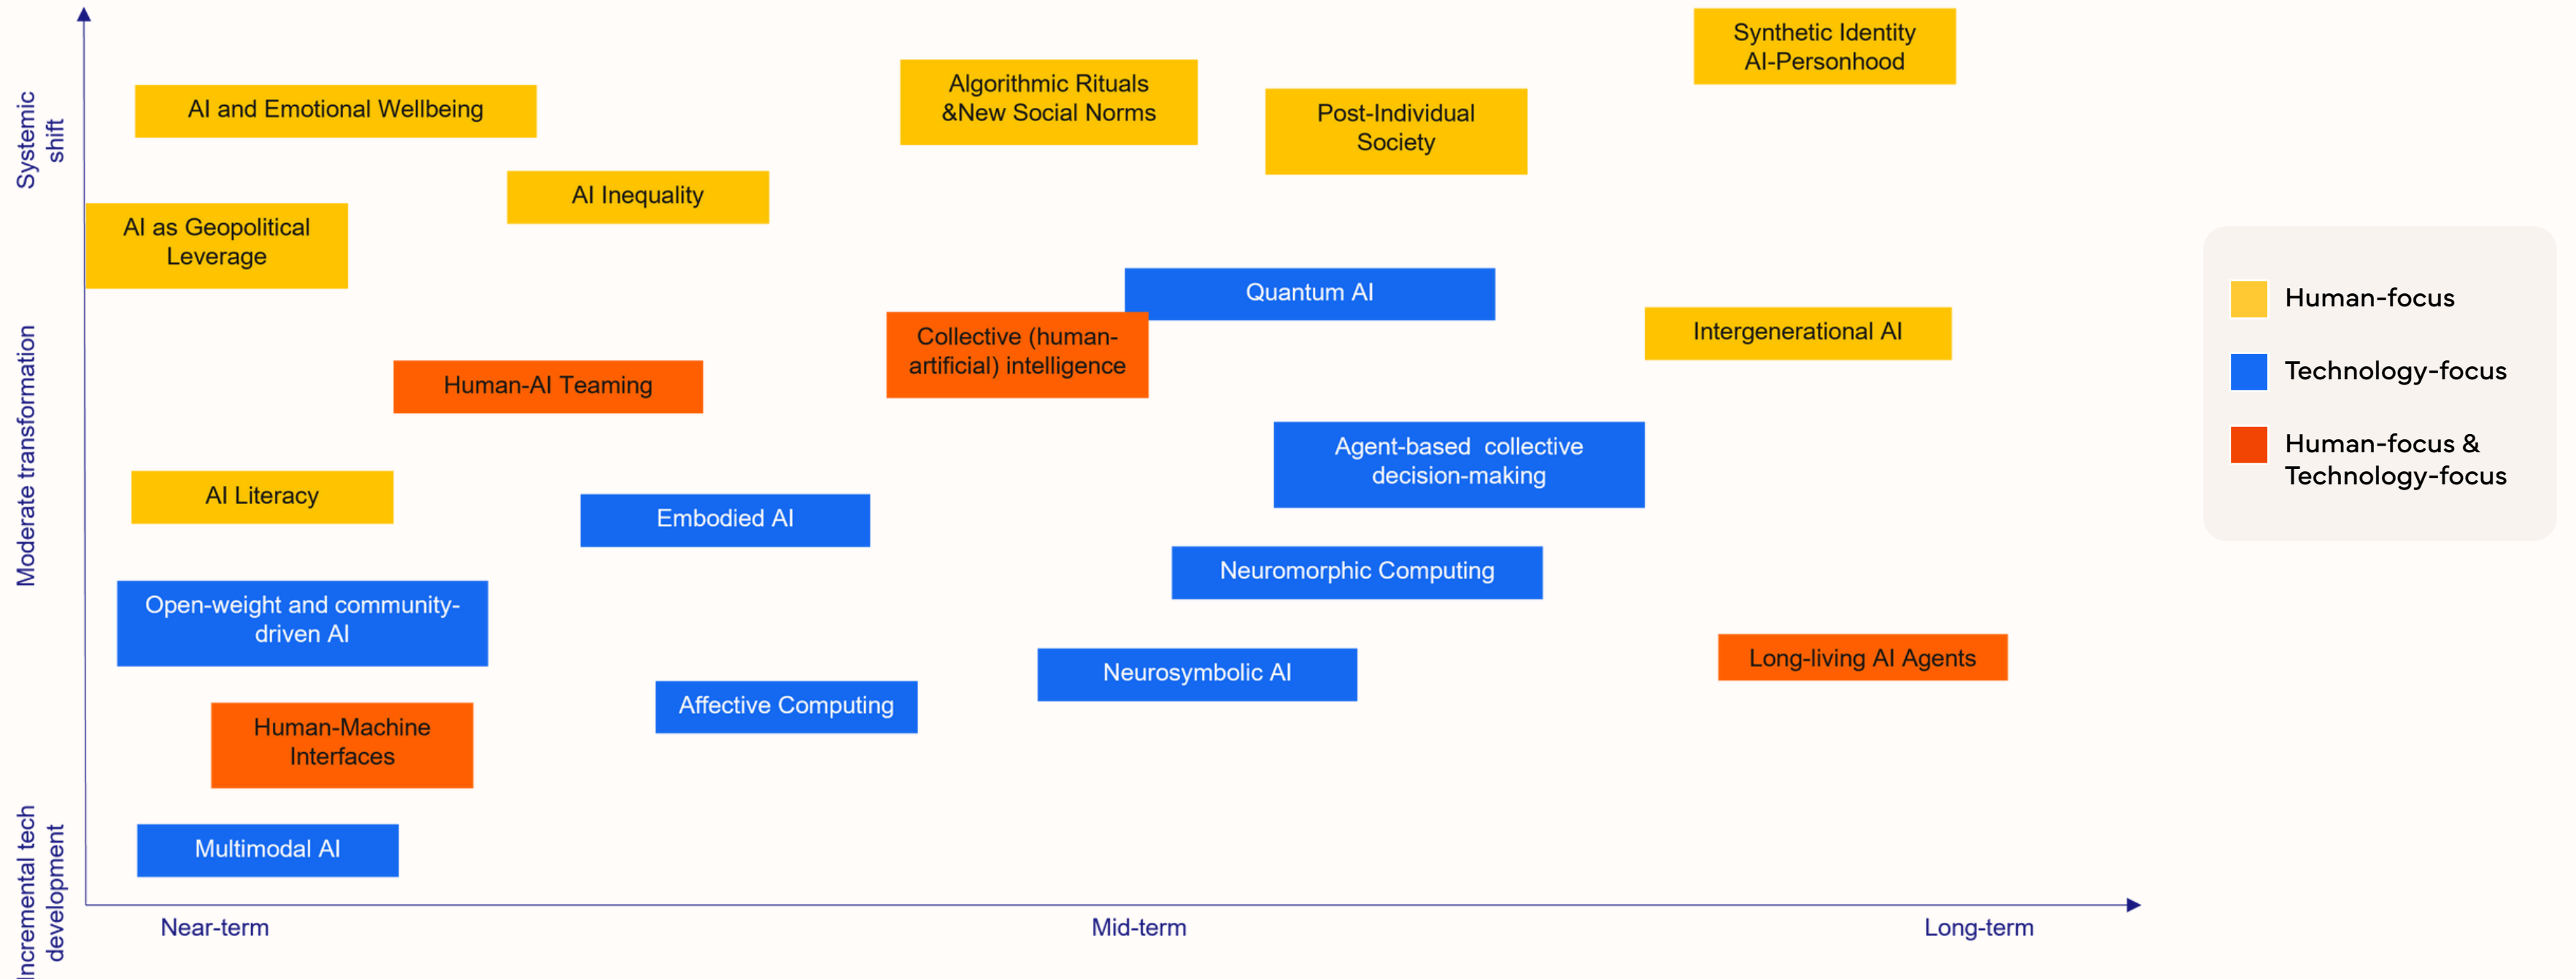 Systemic
shift
Moderate transformation
Incremental tech
development
Synthetic Identity
AI-Personhood
Algorithmic Rituals
&New Social Norms
AI and Emotional Wellbeing
Post-Individual
Society
AI Inequality
AI as Geopolitical
Leverage
Quantum AI
Collective (human-
artificial) intelligence
Intergenerational AI
Human-AI Teaming
Agent-based  collective
decision-making
AI Literacy
Embodied AI
Neuromorphic Computing
Open-weight and community-
driven AI
Long-living AI Agents
Neurosymbolic AI
Affective Computing
Human-Machine
Interfaces
Multimodal AI
Near-term
Mid-term
Long-term
Human-focus
Technology-focus
Human-focus &
Technology-focus